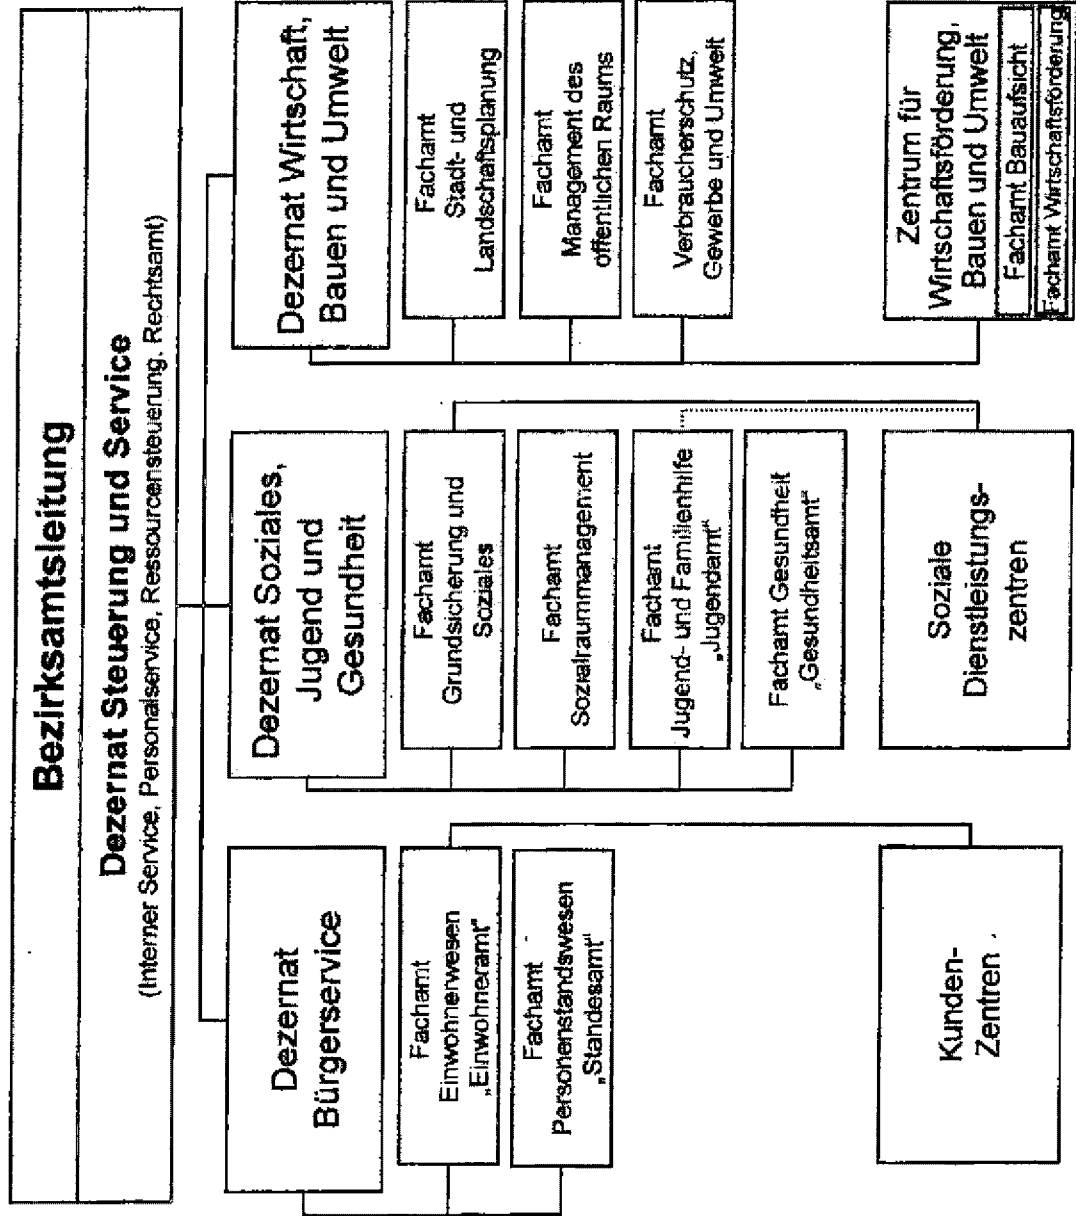 Bezirksamtsleitung
Dezernat Steuerung und Service
(Interner Service, Personalservice, Ressourcensteuerung, Rechtsamt)
Dezernat
Bürgerservice
Fachamt
Einwohnerwesen
„Einwohneramt“
Fachamt
Personenstandswesen
„Standesamt“
Kunden-
Zentren
Dezernat Soziales,
Jugend und
Gesundheit
Fachamt
Grundsicherung und
Soziales
Fachamt
Sozialraummanagement
Fachamt
Jugend- und Familienhilfe
„Jugendamt“
Fachamt Gesundheit
„Gesundheitsamt“
Soziale
Dienstleistungs-
zentren
Dezernat Wirtschaft,
Bauen und Umwelt
Fachamt
Stadt- und
Landschaftsplanung
Fachamt
Management des
öffentlichen Raums
Fachamt
Verbraucherschutz,
Gewerbe und Umwelt
Zentrum für
Wirtschaftsförderung,
Bauen und Umwelt
Fachamt Bauaufsicht
Fachamt Wirtschaftsförderung